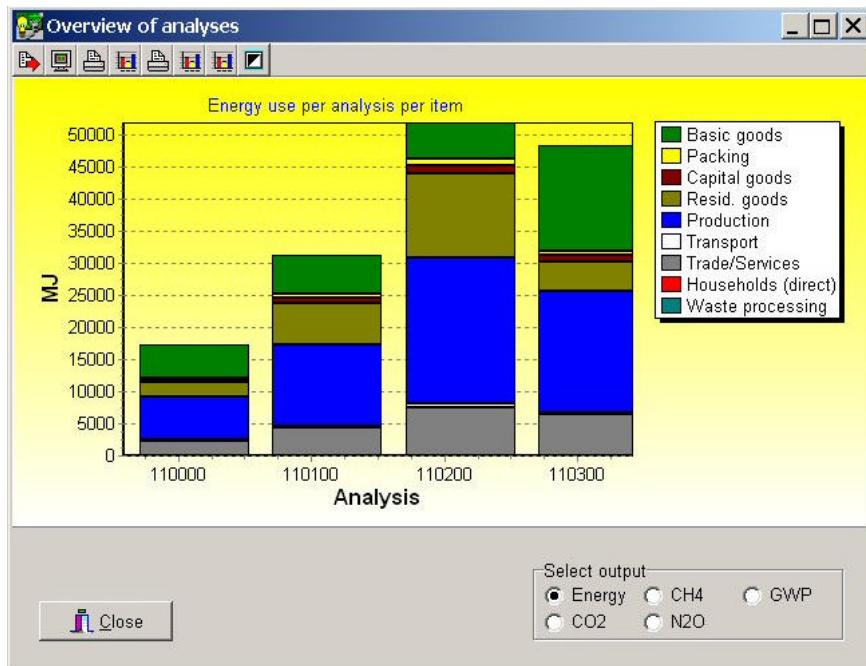 Overview of analyses
Energy use per analysis per item
50000
45000
40000
35000
30000
25000
20000
15000
10000
5000
0
MJ
110000 110100 110200 110300
Analysis
Basic goods
Packing
Capital goods
Resid. goods
Production
Transport
Trade/Services
Households (direct)
Waste processing
Select output
Energy CH4 GWP
CO2 N2O
Close